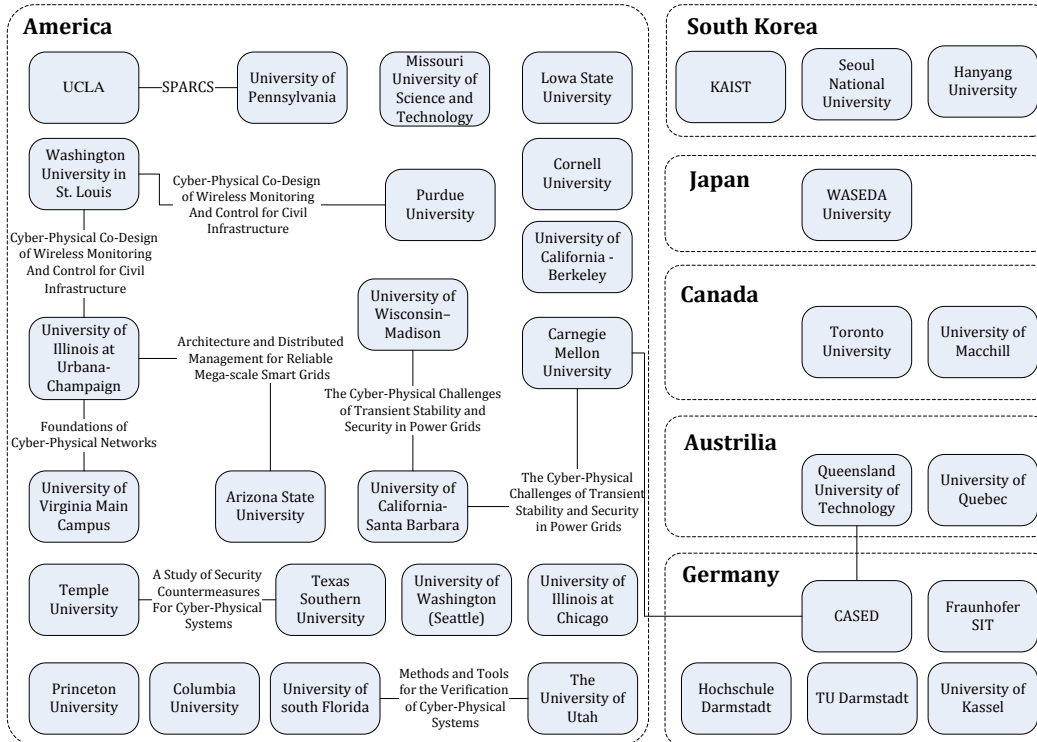 America
UCLA
SPARCS
University of
Pennsylvania
Missouri
University of
Science and
Technology
Lowa State
University
Washington
University in
St. Louis
Cyber-Physical Co-Design
of Wireless Monitoring
And Control for Civil
Infrastructure
Purdue
University
Cornell
University
University of
California -
Berkeley
Cyber-Physical Co-Design
of Wireless Monitoring
And Control for Civil
Infrastructure
University of
Illinois at
Urbana-
Champaign
Architecture and Distributed
Management for Reliable
Mega-scale Smart Grids
University of
Wisconsin–
Madison
Carnegie
Mellon
University
The Cyber-Physical Challenges
of Transient Stability and
Security in Power Grids
Foundations of
Cyber-Physical Networks
University of
Virginia Main
Campus
Arizona State
University
University of
California-
Santa Barbara
The Cyber-Physical
Challenges of Transient
Stability and Security
in Power Grids
Temple
University
A Study of Security
Countermeasures
For Cyber-Physical
Systems
Texas
Southern
University
University of
Washington
(Seattle)
University of
Illinois at
Chicago
Princeton
University
Columbia
University
University of
south Florida
Methods and Tools
for the Verification
of Cyber-Physical
Systems
The
University of
Utah
South Korea
KAIST
Seoul
National
University
Hanyang
University
Japan
WASEDA
University
Canada
Toronto
University
University of
Macchill
Austrilia
Queensland
University of
Technology
University of
Quebec
Germany
CASED
Fraunhofer
SIT
Hochschule
Darmstadt
TU Darmstadt
University of
Kassel